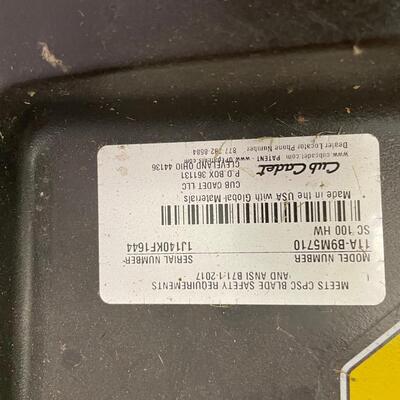 MEETS CPSC BLADE SAFETY REQUIREMENTS
AND ANSI B71.1-2017
MODEL NUMBER SERIAL NUMBER
11A-B9M5710 1J140KF1644
SC 100 HW
Made in the USA with Global Materials
CUB CADET LLC
P.O. BOX 361131
CLEVELAND OHIO 44136
Cub Cadet
www.cubcadet.com PATENT - www.
Dealer Locator Phone Number 877 282 8684